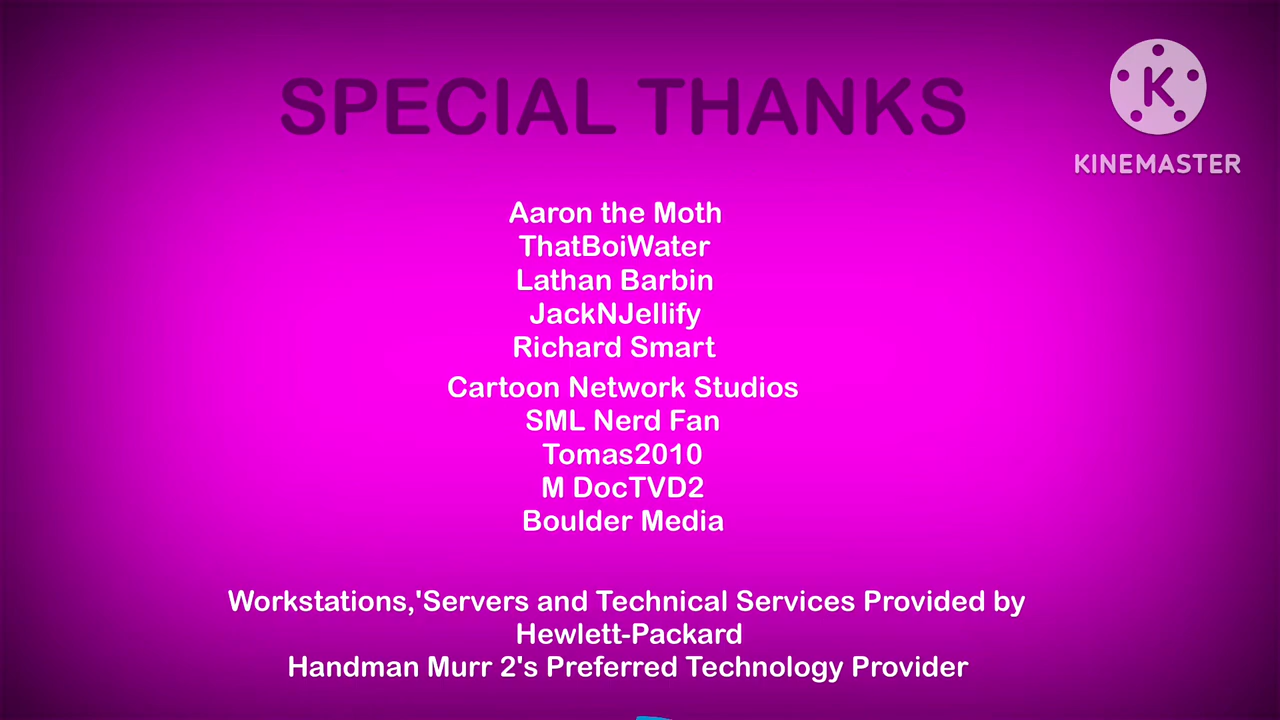 SPECIAL THANKS
K
KINEMASTER
Aaron the Moth
ThatBoiWater
Lathan Barbin
JackNJellify
Richard Smart
Cartoon Network Studios
SML Nerd Fan
Tomas2010
M DocTVD2
Boulder Media
Workstations,'Servers and Technical Services Provided by
Hewlett-Packard
Handman Murr 2's Preferred Technology Provider